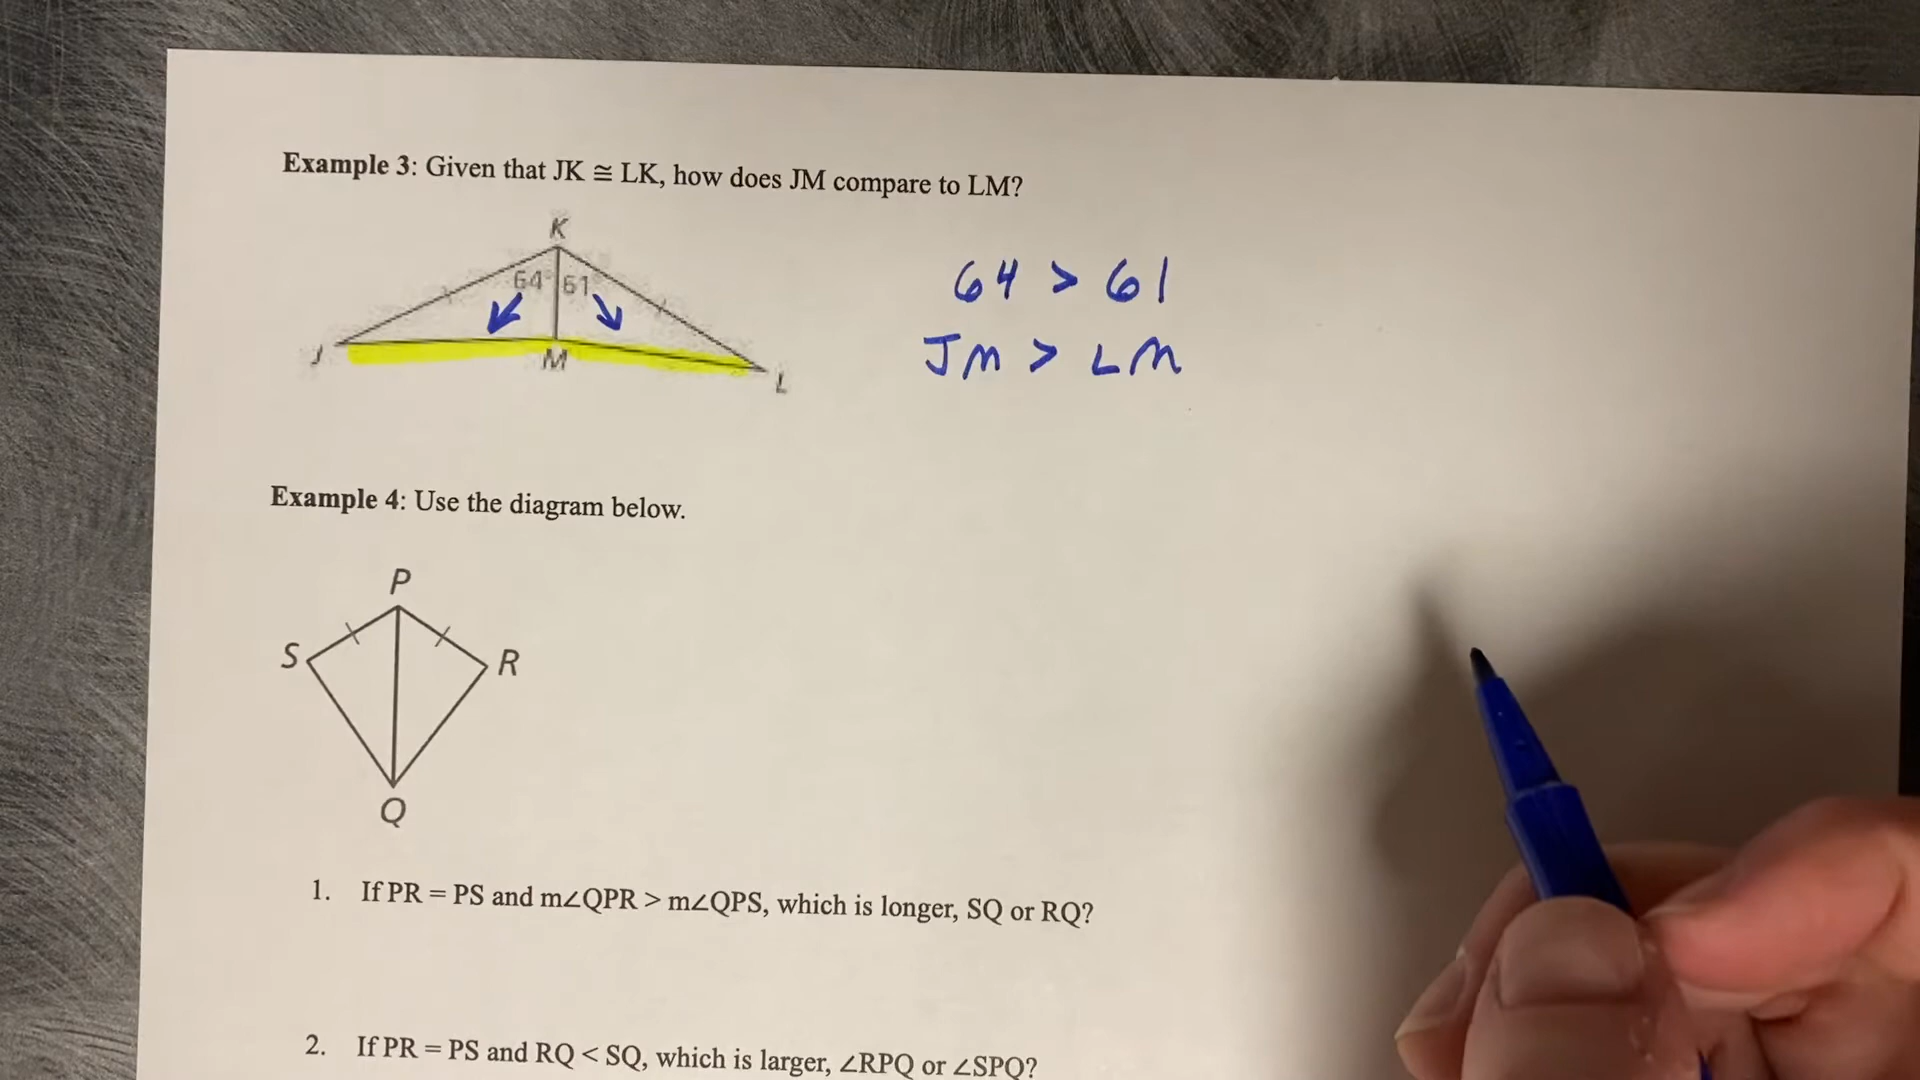 Example 3: Given that JK ≅ LK, how does JM compare to LM?
K
64° 61°
J
M
L
64 > 61
JM > LM
Example 4: Use the diagram below.
P
S
R
Q
1. If PR = PS and m∠QPR > m∠QPS, which is longer, SQ or RQ?
2. If PR = PS and RQ < SQ, which is larger, ∠RPQ or ∠SPQ?